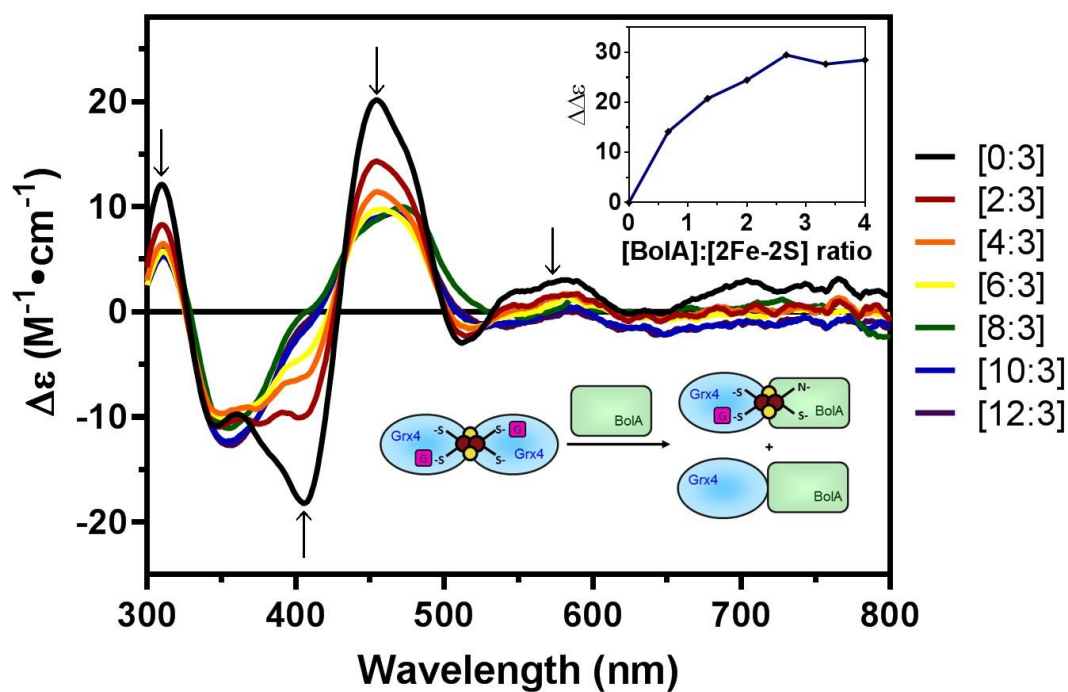 Δε (M⁻¹•cm⁻¹)
20
10
0
-10
-20
300
400
500
600
700
800
Wavelength (nm)
ΔΔε
30
20
10
0
0
1
2
3
4
[BolA]:[2Fe-2S] ratio
[0:3]
[2:3]
[4:3]
[6:3]
[8:3]
[10:3]
[12:3]
Grx4
-S
S-
G
G
-S
S-
Grx4
BolA
Grx4
-S
N-
G
-S
S-
BolA
+
Grx4
BolA